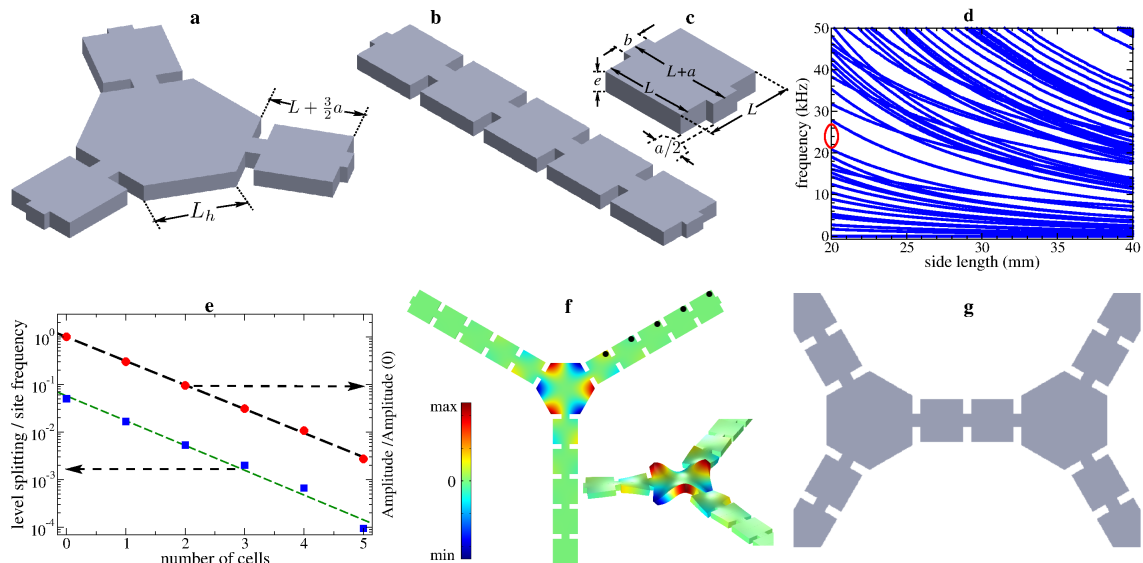 a
b
c
d
L + 3/2 a
L_h
b
e
L+a
L
L
a/2
frequency (kHz)
50
40
30
20
10
0
20
25
30
35
40
side length (mm)
e
level splitting / site frequency
10^0
10^-1
10^-2
10^-3
10^-4
0
1
2
3
4
5
number of cells
Amplitude /Amplitude (0)
f
max
0
min
g